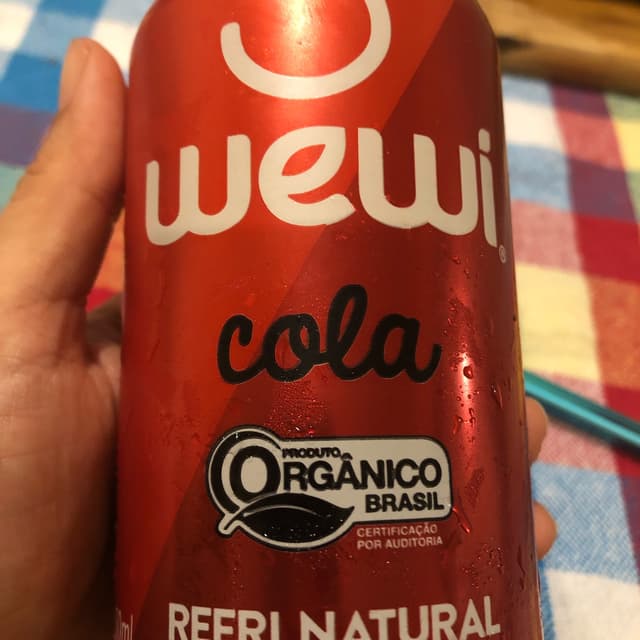 wewi®
cola
PRODUTO
ORGÂNICO
BRASIL
CERTIFICAÇÃO
POR AUDITORIA
REFRI NATURAL